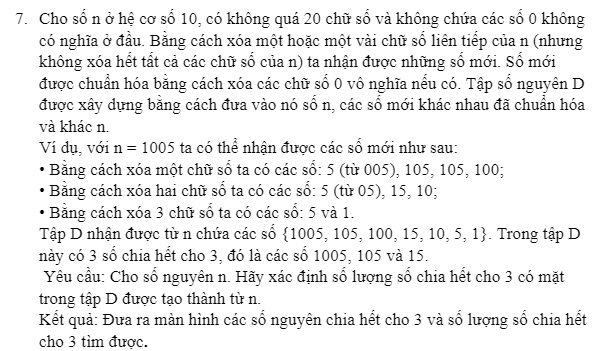 7. Cho số n ở hệ cơ số 10, có không quá 20 chữ số và không chứa các số 0 không
có nghĩa ở đầu. Bằng cách xóa một hoặc một vài chữ số liên tiếp của n (nhưng
không xóa hết tất cả các chữ số của n) ta nhận được những số mới. Số mới
được chuẩn hóa bằng cách xóa các chữ số 0 vô nghĩa nếu có. Tập số nguyên D
được xây dựng bằng cách đưa vào nó số n, các số mới khác nhau đã chuẩn hóa
và khác n.
Ví dụ, với n = 1005 ta có thể nhận được các số mới như sau:
• Bằng cách xóa một chữ số ta có các số: 5 (từ 005), 105, 105, 100;
• Bằng cách xóa hai chữ số ta có các số: 5 (từ 05), 15, 10;
• Bằng cách xóa 3 chữ số ta có các số: 5 và 1.
Tập D nhận được từ n chứa các số {1005, 105, 100, 15, 10, 5, 1}. Trong tập D
này có 3 số chia hết cho 3, đó là các số 1005, 105 và 15.
Yêu cầu: Cho số nguyên n. Hãy xác định số lượng số chia hết cho 3 có mặt
trong tập D được tạo thành từ n.
Kết quả: Đưa ra màn hình các số nguyên chia hết cho 3 và số lượng số chia hết
cho 3 tìm được.